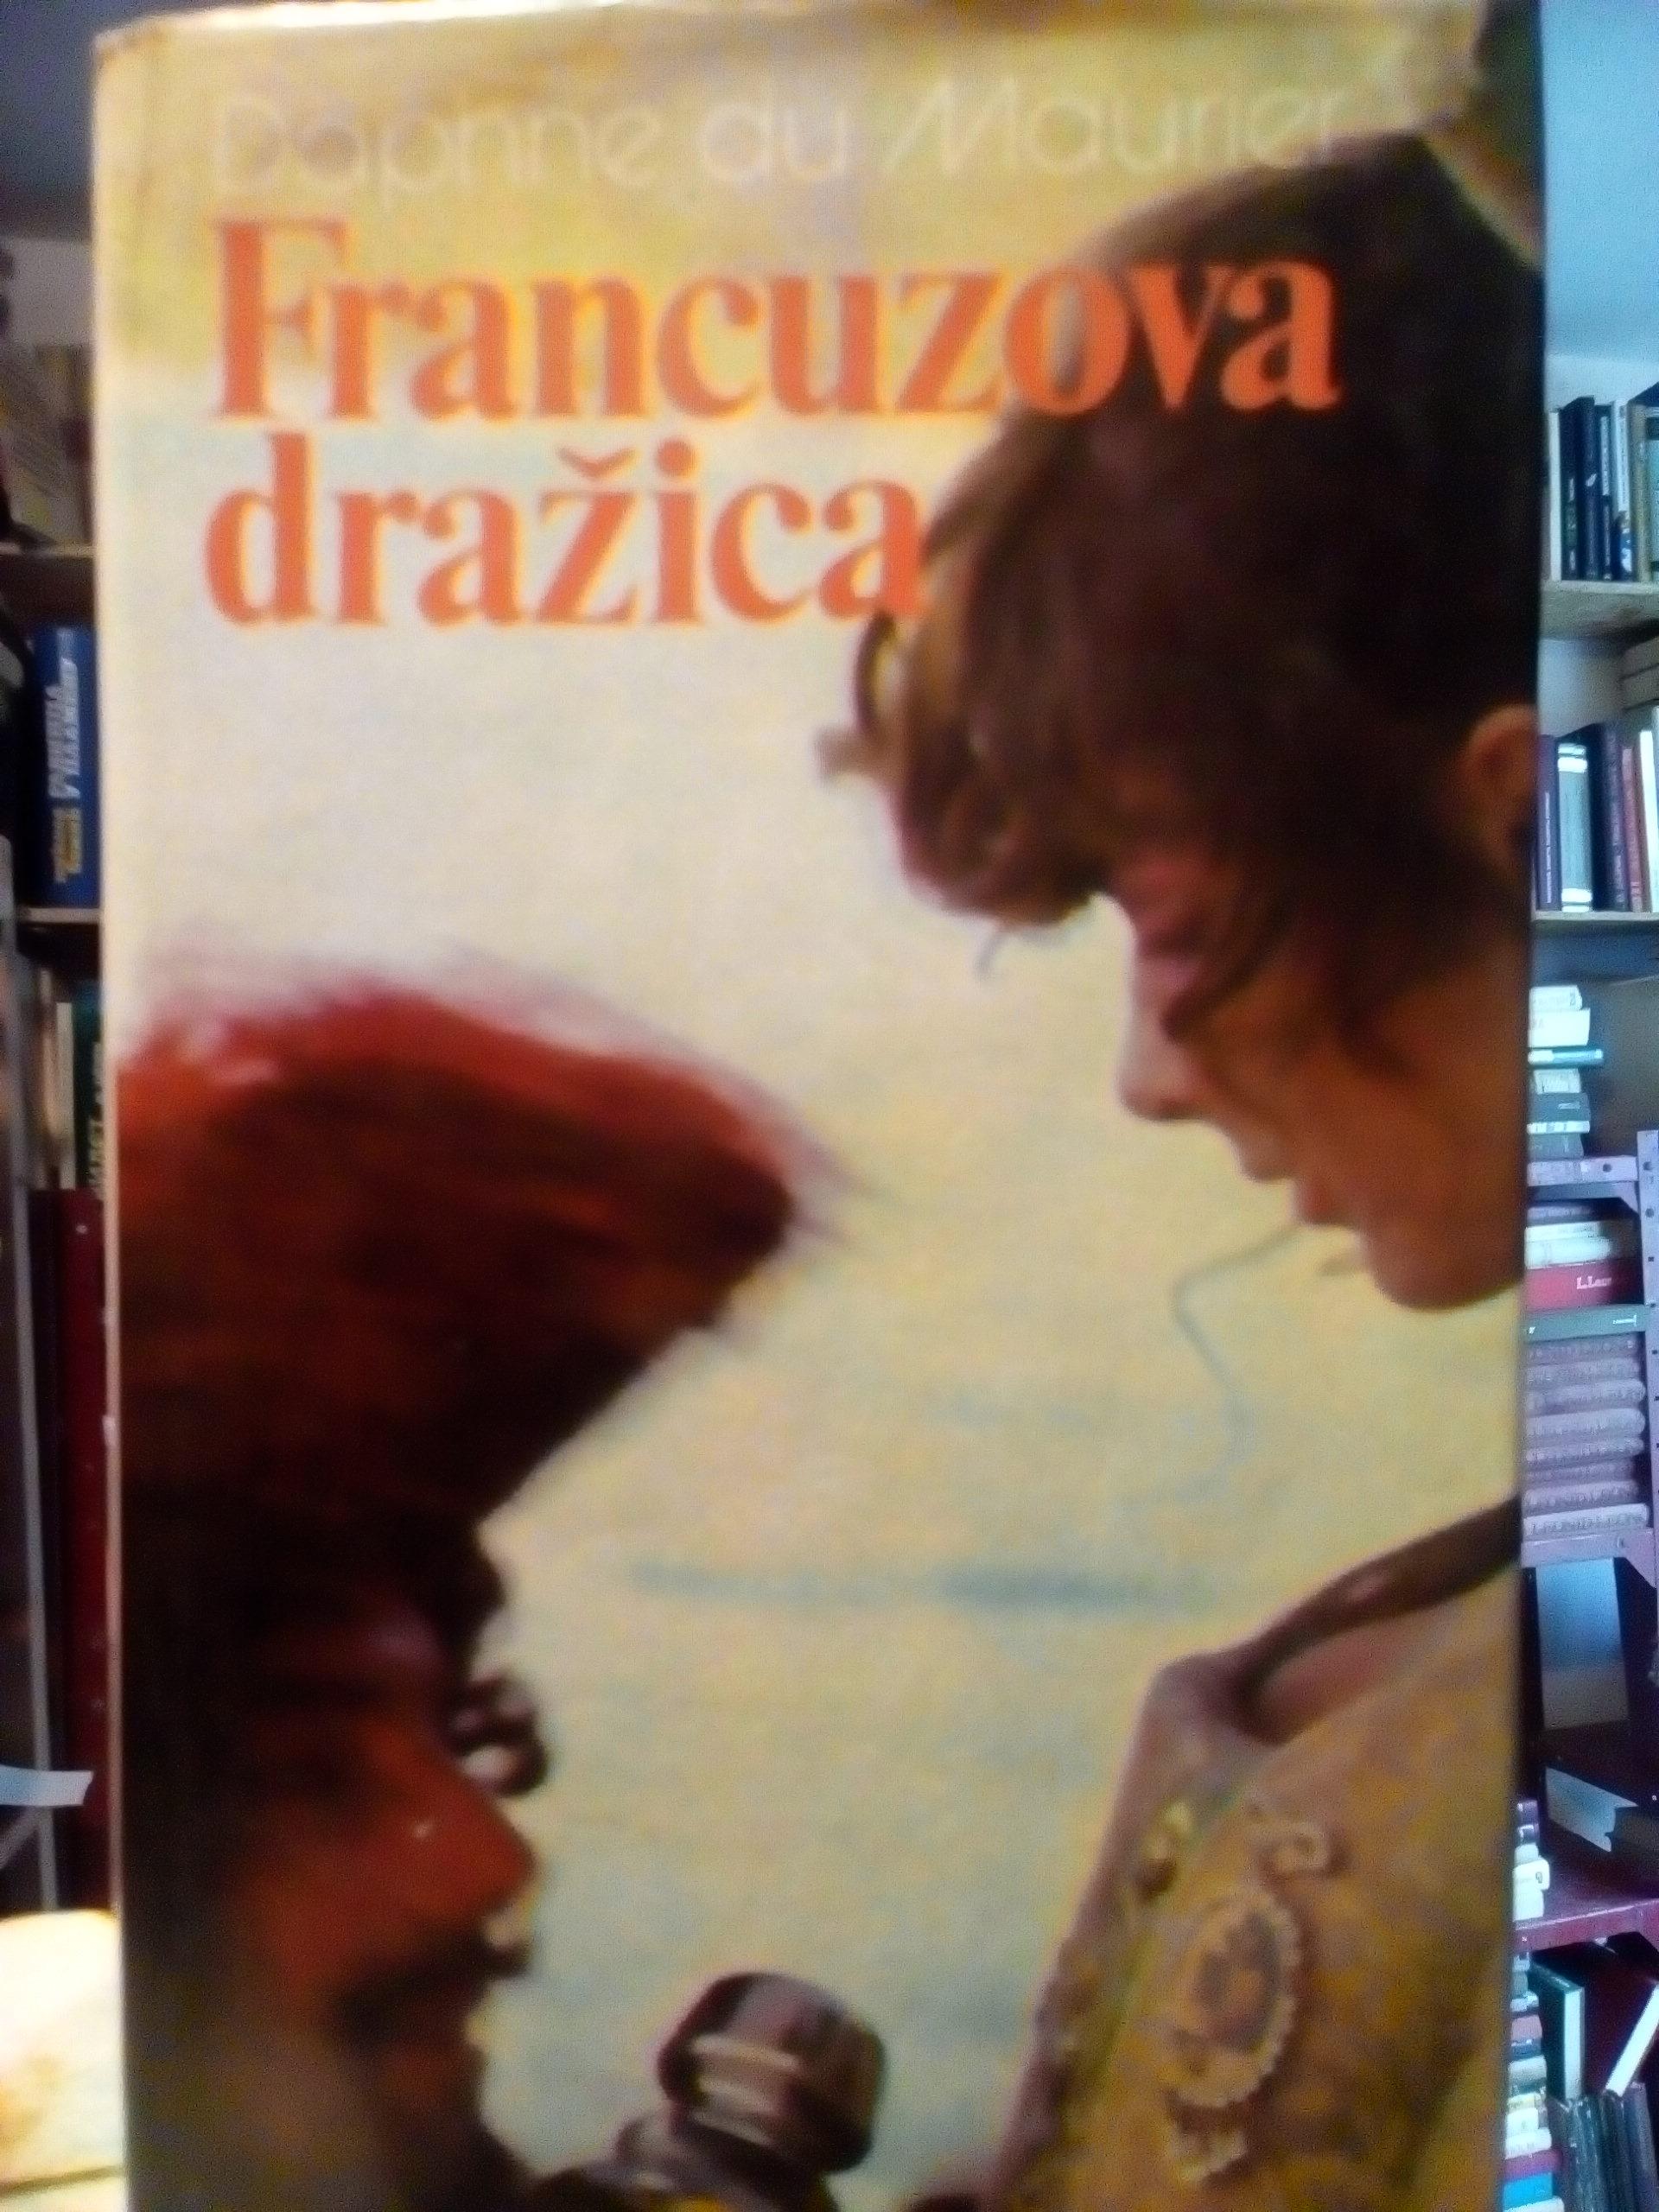 Daphne du Maurier
Francuzova
dražica